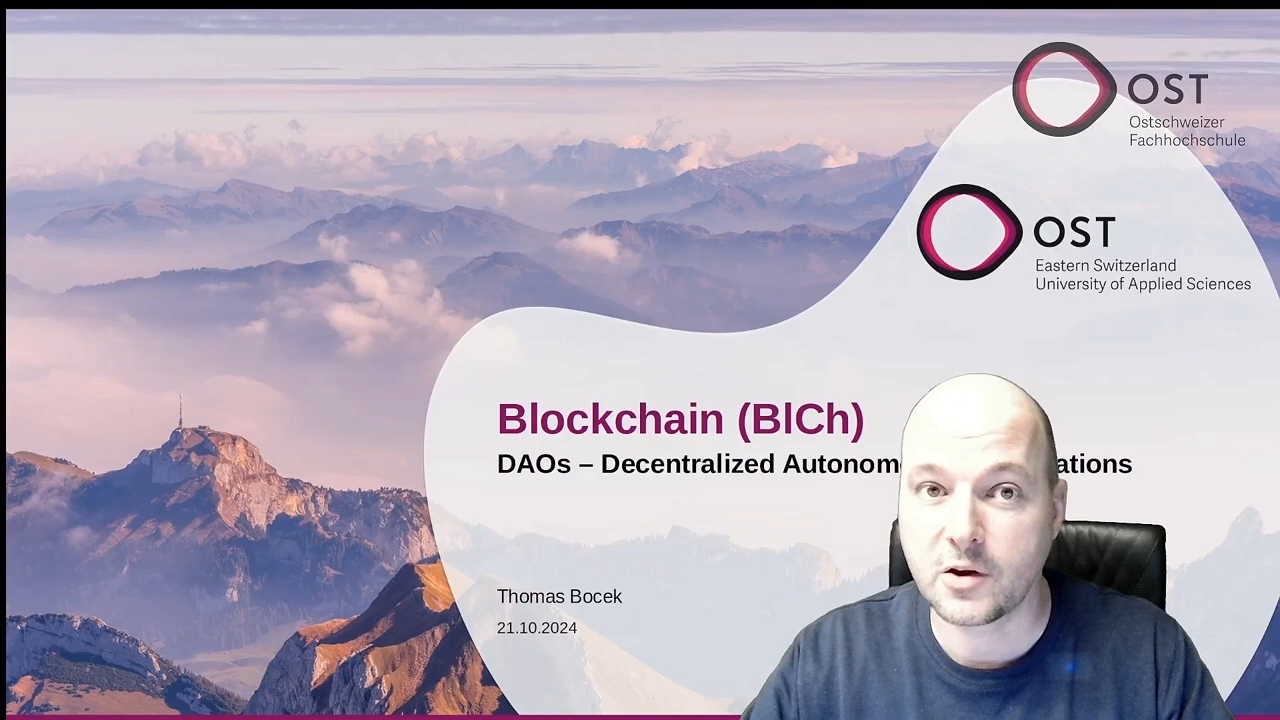 OST
Ostschweizer
Fachhochschule
OST
Eastern Switzerland
University of Applied Sciences
Blockchain (BlCh)
DAOs – Decentralized Autonom ations
Thomas Bocek
21.10.2024